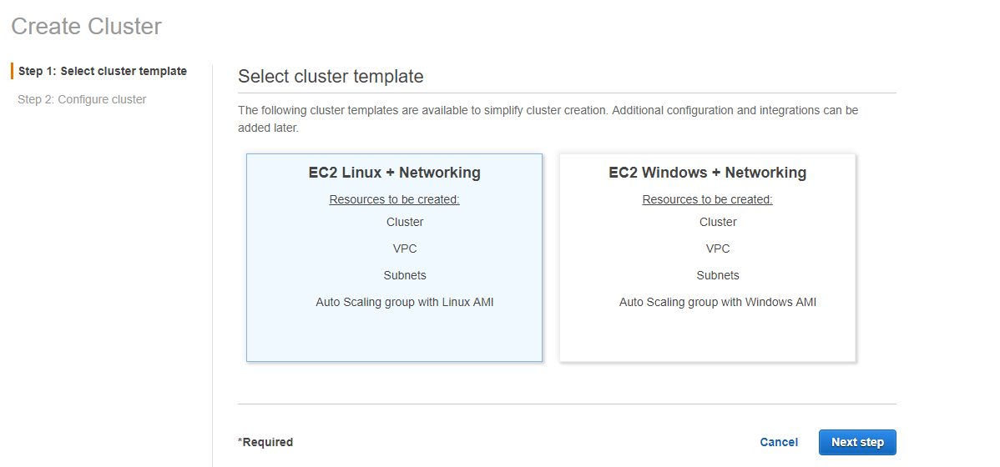 Create Cluster
Step 1: Select cluster template
Step 2: Configure cluster
Select cluster template
The following cluster templates are available to simplify cluster creation. Additional configuration and integrations can be
added later.
EC2 Linux + Networking
Resources to be created:
Cluster
VPC
Subnets
Auto Scaling group with Linux AMI
EC2 Windows + Networking
Resources to be created:
Cluster
VPC
Subnets
Auto Scaling group with Windows AMI
*Required
Cancel
Next step